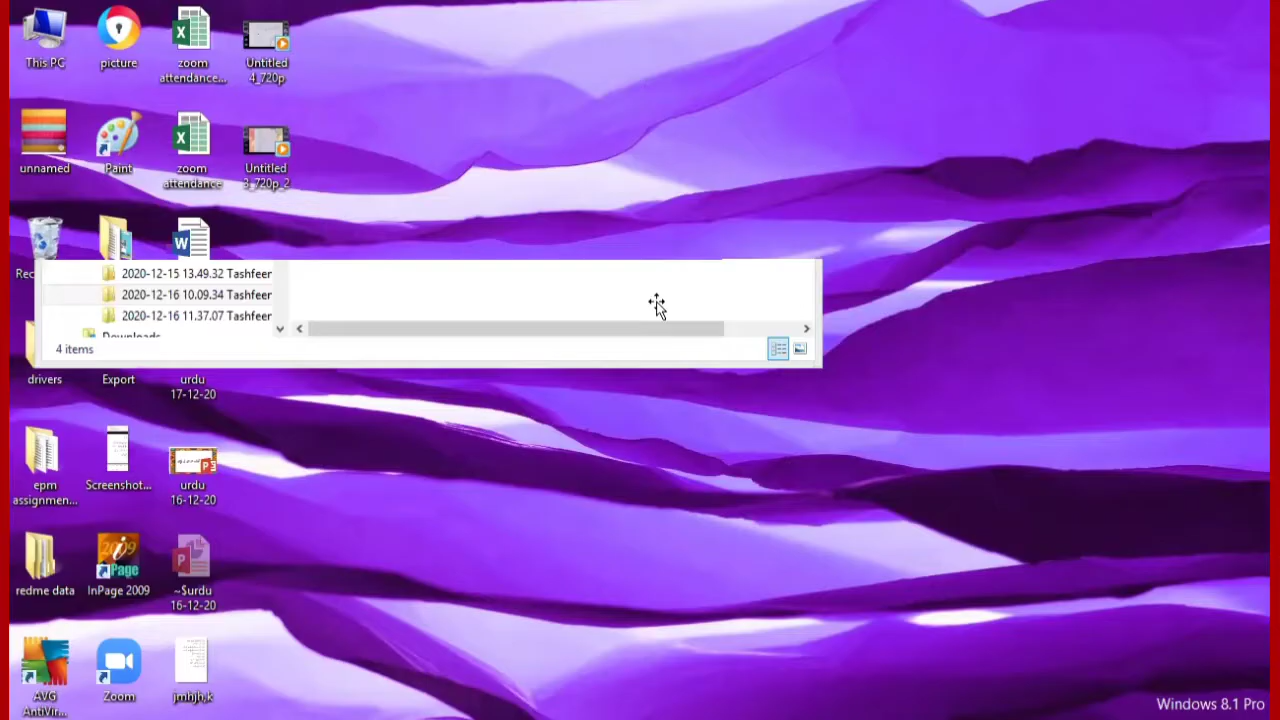 This PC
picture
zoom
attendance...
Untitled
4_720p
unnamed
Paint
zoom
attendance
Untitled
3_720p_2
Rec
2020-12-15 13.49.32 Tashfeer
2020-12-16 10.09.34 Tashfeer
2020-12-16 11.37.07 Tashfeer
Downloads
4 items
drivers
Export
urdu
17-12-20
epm
assignmen...
Screenshot...
urdu
16-12-20
redme data
InPage 2009
~$urdu
16-12-20
AVG
AntiVir...
Zoom
jmhjh,k
Windows 8.1 Pro